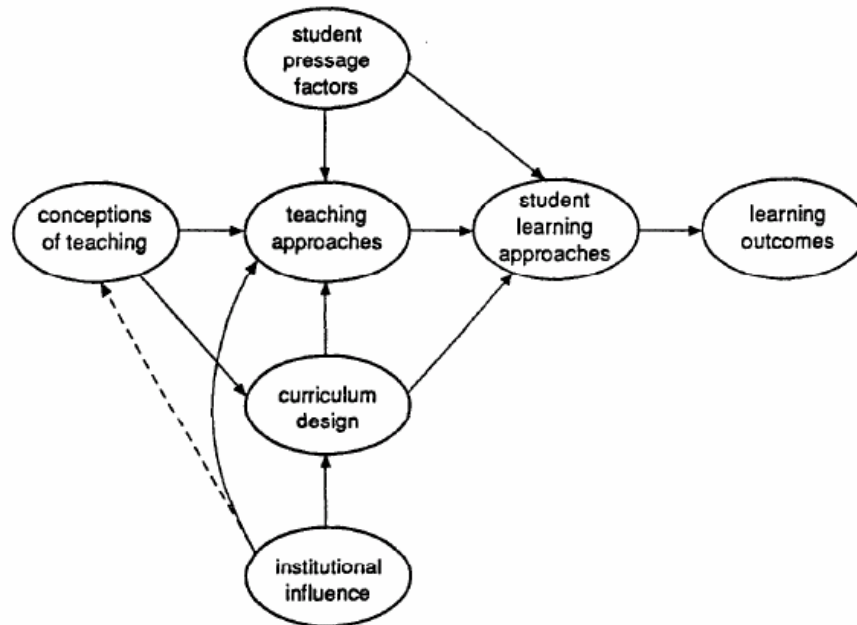 student
pressage
factors
conceptions
of teaching
teaching
approaches
student
learning
approaches
learning
outcomes
curriculum
design
institutional
influence